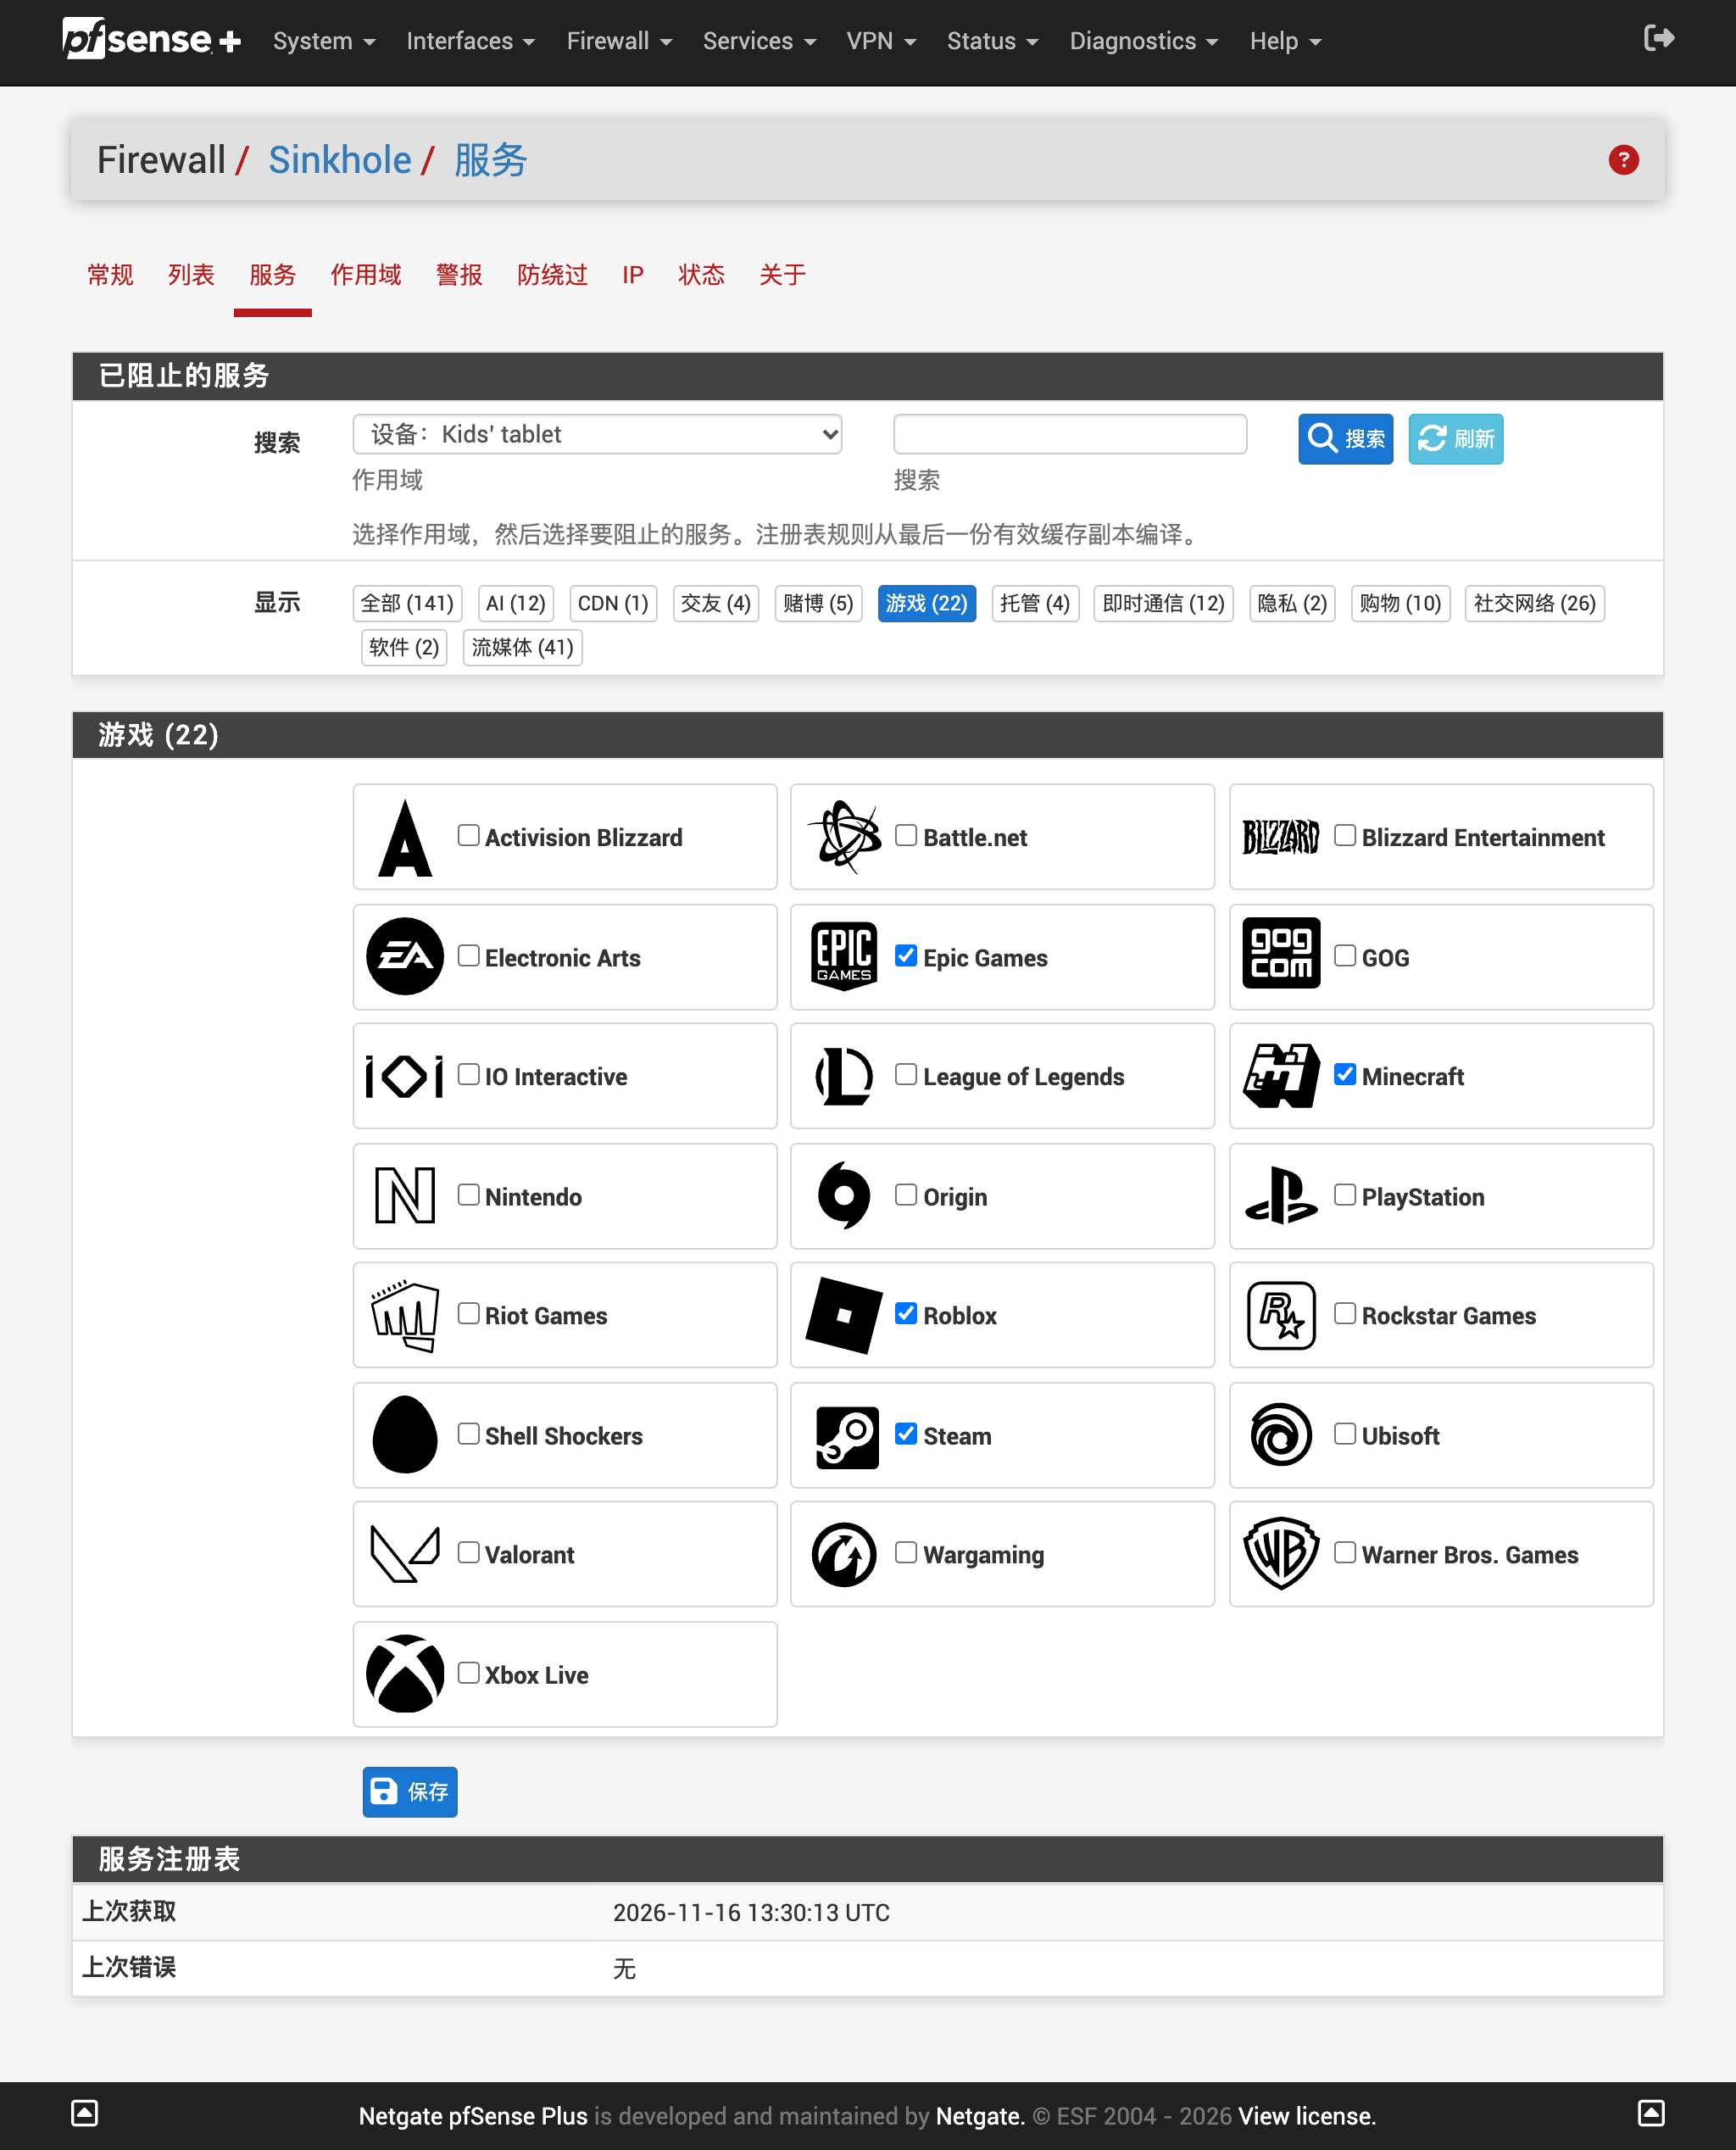 pfsense +
System
Interfaces
Firewall
Services
VPN
Status
Diagnostics
Help
Firewall / Sinkhole / 服务
?
常规
列表
服务
作用域
警报
防绕过
IP
状态
关于
已阻止的服务
搜索
设备：Kids' tablet
搜索
刷新
作用域
搜索
选择作用域，然后选择要阻止的服务。注册表规则从最后一份有效缓存副本编译。
显示
全部 (141)
AI (12)
CDN (1)
交友 (4)
赌博 (5)
游戏 (22)
托管 (4)
即时通信 (12)
隐私 (2)
购物 (10)
社交网络 (26)
软件 (2)
流媒体 (41)
游戏 (22)
Activision Blizzard
Battle.net
BLIZZARD
Blizzard Entertainment
EA
Electronic Arts
EPIC
GAMES
Epic Games
gog
com
GOG
IO Interactive
League of Legends
Minecraft
Nintendo
Origin
PlayStation
Riot Games
Roblox
R
Rockstar Games
Shell Shockers
Steam
Ubisoft
Valorant
Wargaming
WB
Warner Bros. Games
Xbox Live
保存
服务注册表
上次获取
2026-11-16 13:30:13 UTC
上次错误
无
Netgate pfSense Plus is developed and maintained by Netgate. © ESF 2004 - 2026 View license.